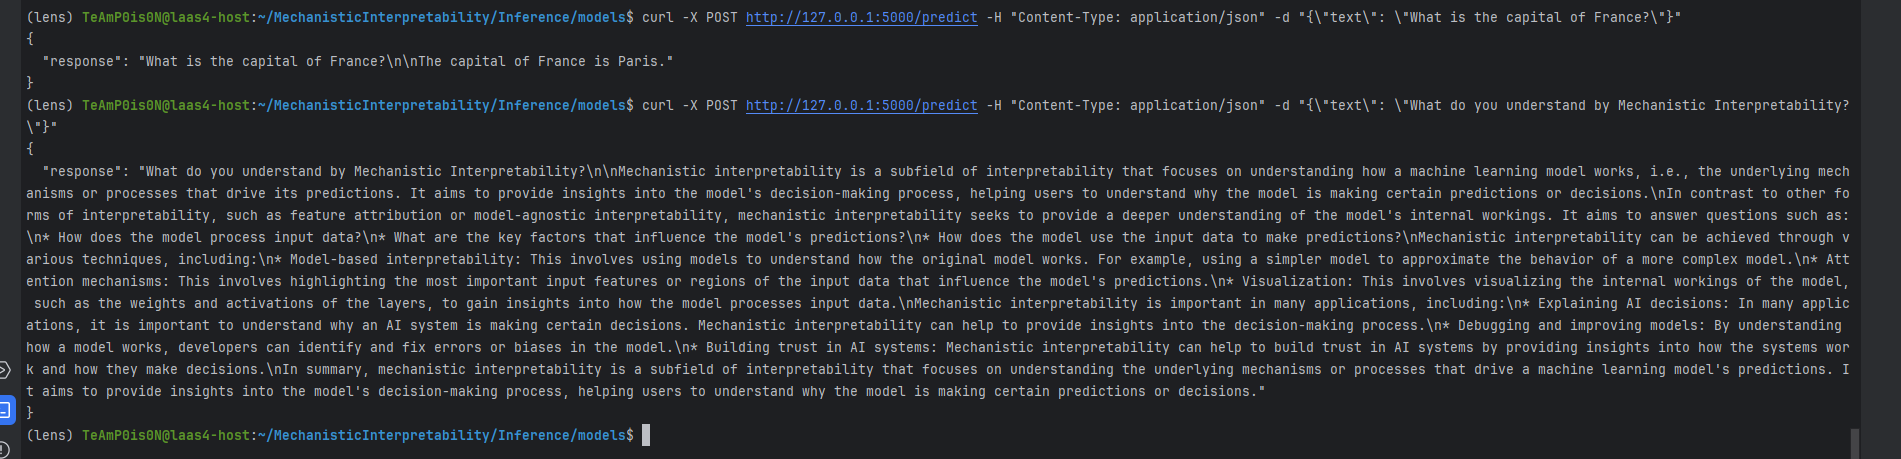 (lens) TeAmP0is0N@laas4-host:~/MechanisticInterpretability/Inference/models$ curl -X POST http://127.0.0.1:5000/predict -H "Content-Type: application/json" -d "{\"text\": \"What is the capital of France?\"}"
{
  "response": "What is the capital of France?\n\nThe capital of France is Paris."
}
(lens) TeAmP0is0N@laas4-host:~/MechanisticInterpretability/Inference/models$ curl -X POST http://127.0.0.1:5000/predict -H "Content-Type: application/json" -d "{\"text\": \"What do you understand by Mechanistic Interpretability?
\"}"
{
  "response": "What do you understand by Mechanistic Interpretability?\n\nMechanistic interpretability is a subfield of interpretability that focuses on understanding how a machine learning model works, i.e., the underlying mech
anisms or processes that drive its predictions. It aims to provide insights into the model's decision-making process, helping users to understand why the model is making certain predictions or decisions.\nIn contrast to other fo
rms of interpretability, such as feature attribution or model-agnostic interpretability, mechanistic interpretability seeks to provide a deeper understanding of the model's internal workings. It aims to answer questions such as:
\n* How does the model process input data?\n* What are the key factors that influence the model's predictions?\n* How does the model use the input data to make predictions?\nMechanistic interpretability can be achieved through v
arious techniques, including:\n* Model-based interpretability: This involves using models to understand how the original model works. For example, using a simpler model to approximate the behavior of a more complex model.\n* Att
ention mechanisms: This involves highlighting the most important input features or regions of the input data that influence the model's predictions.\n* Visualization: This involves visualizing the internal workings of the model,
 such as the weights and activations of the layers, to gain insights into how the model processes input data.\nMechanistic interpretability is important in many applications, including:\n* Explaining AI decisions: In many applic
ations, it is important to understand why an AI system is making certain decisions. Mechanistic interpretability can help to provide insights into the decision-making process.\n* Debugging and improving models: By understanding 
how a model works, developers can identify and fix errors or biases in the model.\n* Building trust in AI systems: Mechanistic interpretability can help to build trust in AI systems by providing insights into how the systems wor
k and how they make decisions.\nIn summary, mechanistic interpretability is a subfield of interpretability that focuses on understanding the underlying mechanisms or processes that drive a machine learning model's predictions. I
t aims to provide insights into the model's decision-making process, helping users to understand why the model is making certain predictions or decisions."
}
(lens) TeAmP0is0N@laas4-host:~/MechanisticInterpretability/Inference/models$